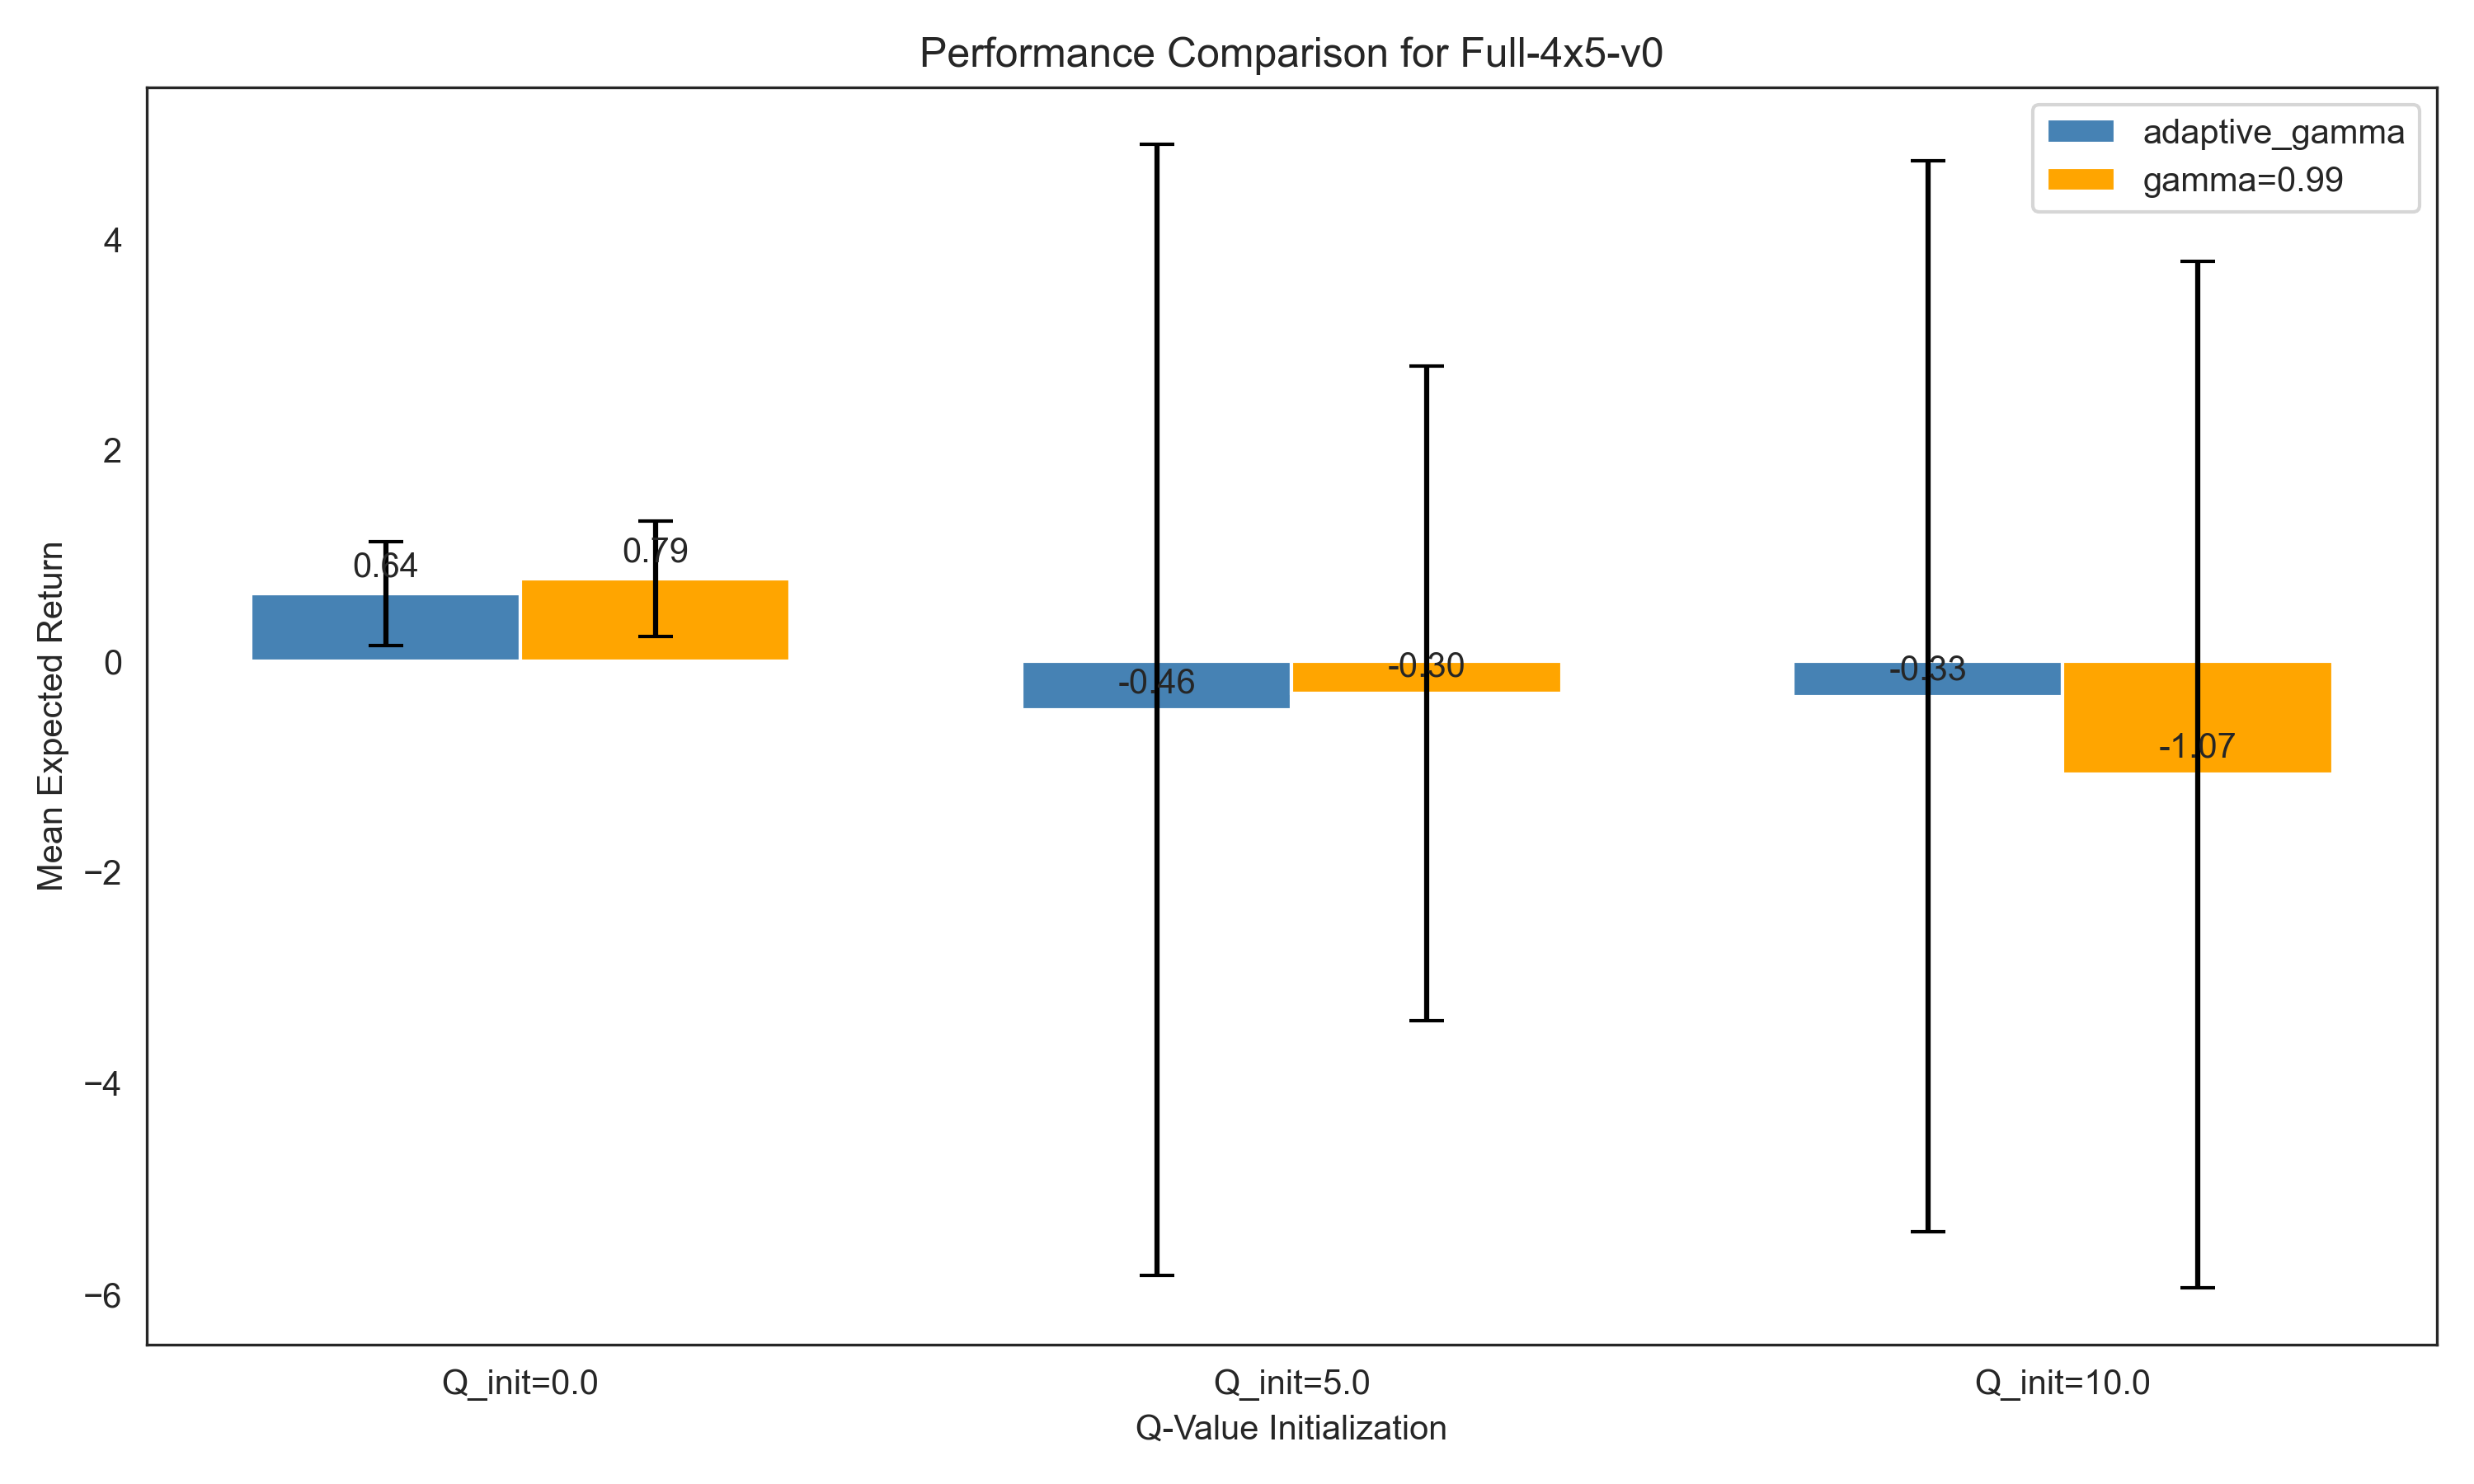 Performance Comparison for Full-4x5-v0
adaptive_gamma
gamma=0.99
Mean Expected Return
4
2
0
−2
−4
−6
0.64
0.79
-0.46
-0.30
-0.33
-1.07
Q_init=0.0
Q_init=5.0
Q_init=10.0
Q-Value Initialization